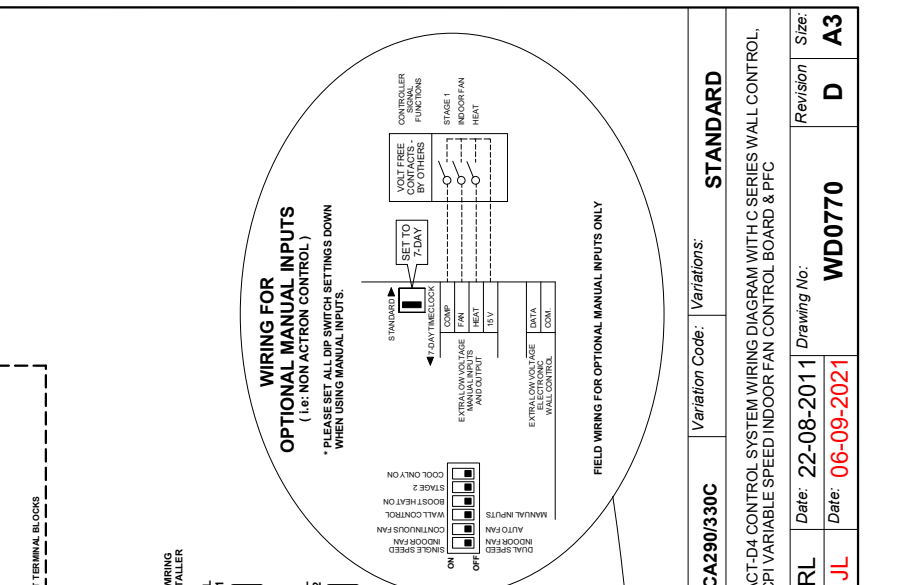 WIRING FOR
OPTIONAL MANUAL INPUTS
( i.e: NON ACTRON CONTROL )
* PLEASE SET ALL DIP SWITCH SETTINGS DOWN
WHEN USING MANUAL INPUTS.
CONTROLLER
SIGNAL
FUNCTIONS
STAGE 1
INDOOR FAN
HEAT
VOLT FREE
CONTACTS -
BY OTHERS
SET TO
7-DAY
STANDARD
7-DAY TIMECLOCK
COMP
FAN
HEAT
15 V
DATA
COM.
EXTRA LOW VOLTAGE
MANUAL INPUTS
AND OUTPUT
EXTRA LOW VOLTAGE
ELECTRONIC
WALL CONTROL
COOL ONLY ON
STAGE 2
BOOST HEAT ON
WALL CONTROL
CONTINUOUS FAN
SINGLE SPEED
INDOOR FAN
ON
OFF
MANUAL INPUTS
AUTO FAN
DUAL SPEED
INDOOR FAN
FIELD WIRING FOR OPTIONAL MANUAL INPUTS ONLY
T TERMINAL BLOCKS
WIRING
TALLER
CA290/330C
Variation Code:
Variations:
STANDARD
ACT-D4 CONTROL SYSTEM WIRING DIAGRAM WITH C SERIES WALL CONTROL,
CPI VARIABLE SPEED INDOOR FAN CONTROL BOARD & PFC
RL
Date: 22-08-2011
JL
Date: 06-09-2021
Drawing No:
WD0770
Revision
D
Size:
A3